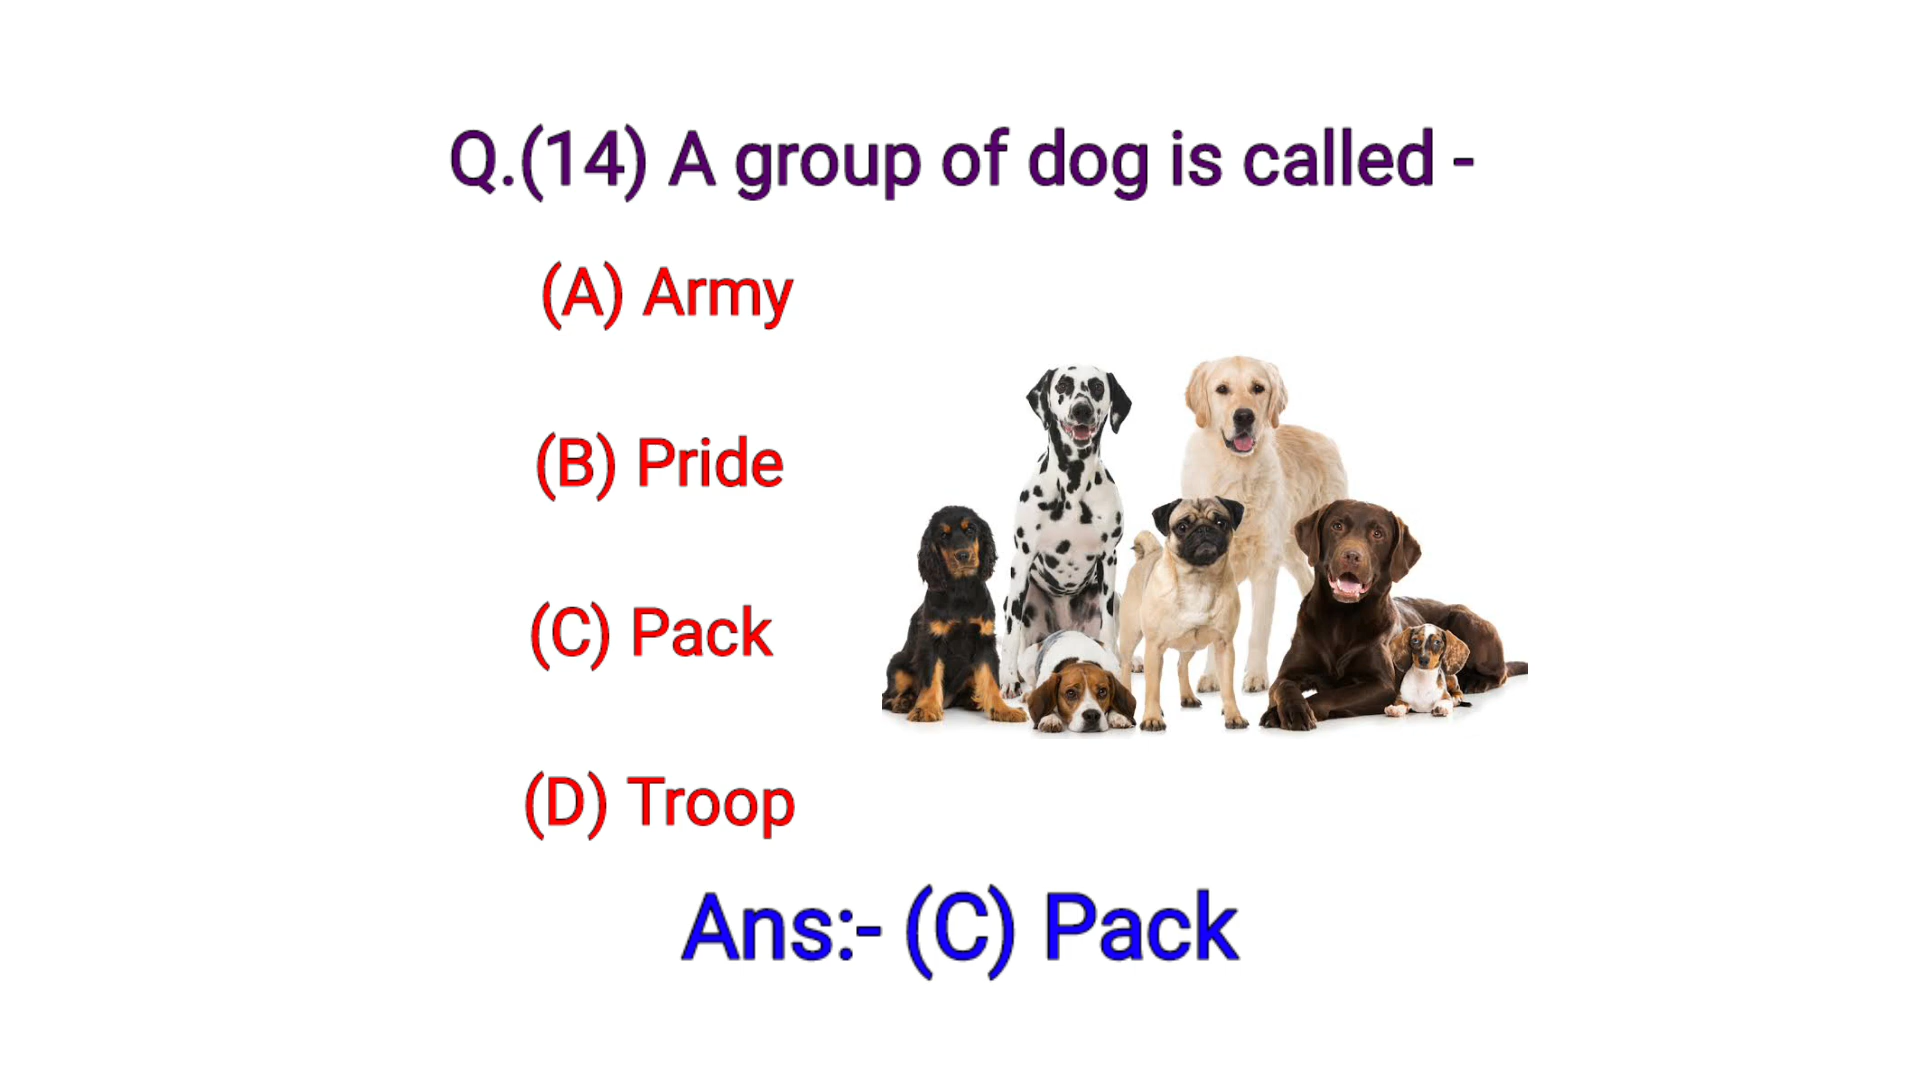 Q.(14) A group of dog is called -
(A) Army
(B) Pride
(C) Pack
(D) Troop
Ans:- (C) Pack